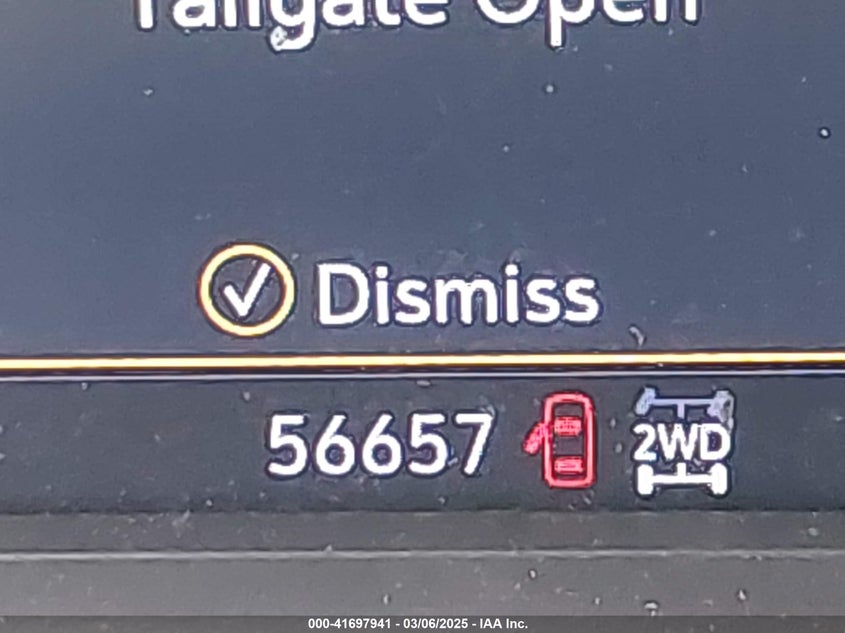 Tailgate Open
Dismiss
56657
2WD
000-41697941 - 03/06/2025 - IAA Inc.